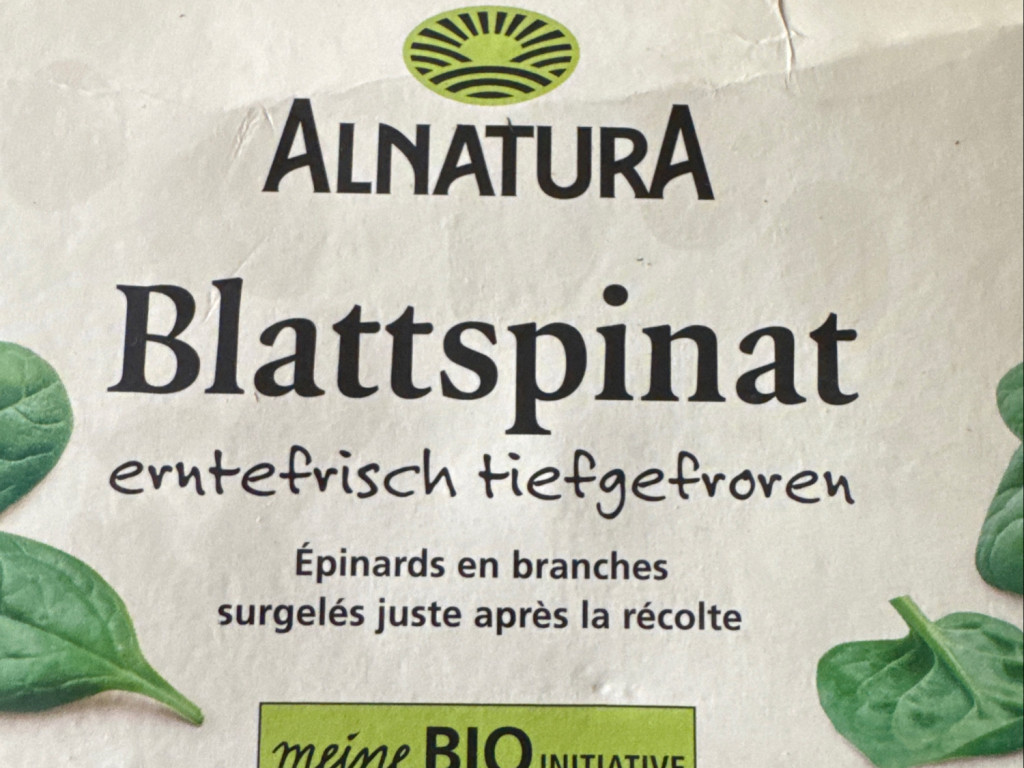 ALNATURA
Blattspinat
erntefrisch tiefgefroren
Épinards en branches
surgelés juste après la récolte
meine BIO INITIATIVE